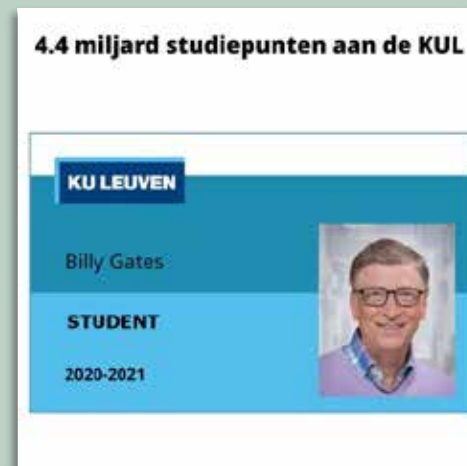 4.4 miljard studiepunten aan de KUL
KU LEUVEN
Billy Gates
STUDENT
2020-2021